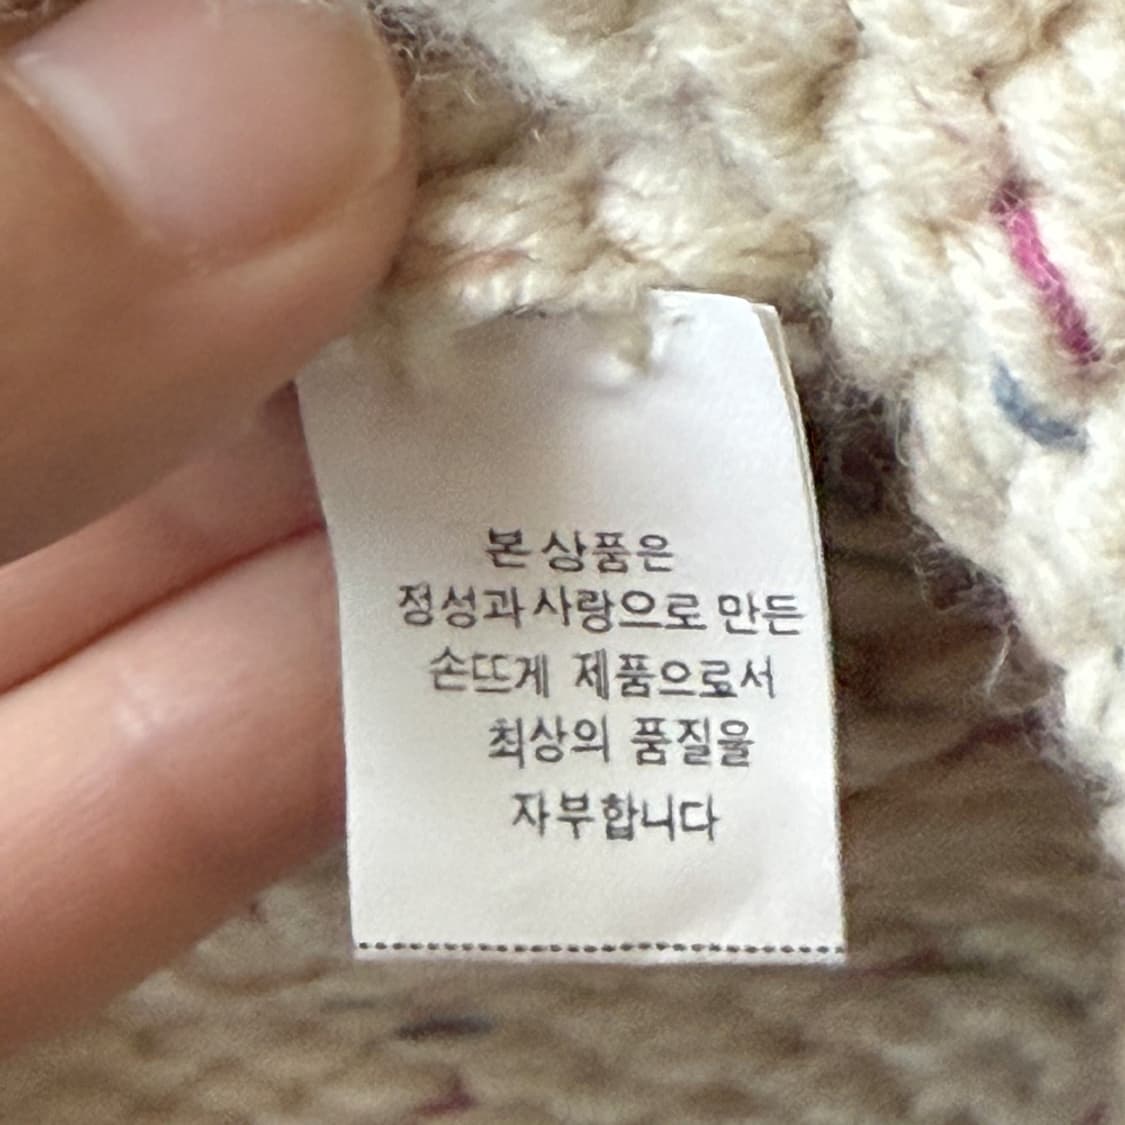 본 상품은
정성과 사랑으로 만든
손뜨게 제품으로서
최상의 품질을
자부합니다